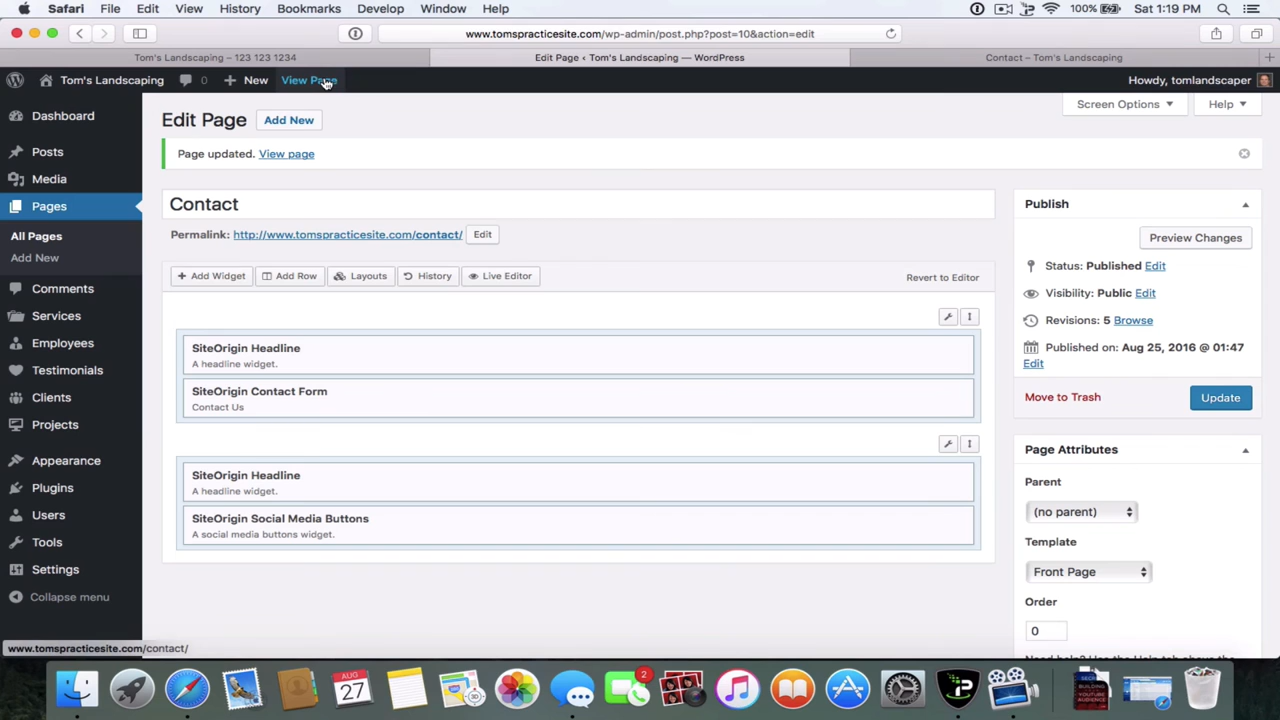 Safari File Edit View History Bookmarks Develop Window Help 100% Sat 1:19 PM
www.tomspracticesite.com/wp-admin/post.php?post=10&action=edit
Tom's Landscaping – 123 123 1234
Edit Page ‹ Tom's Landscaping — WordPress
Contact – Tom's Landscaping
Tom's Landscaping 0 New View Page Howdy, tomlandscaper
Screen Options Help
Dashboard
Posts
Media
Pages
All Pages
Add New
Comments
Services
Employees
Testimonials
Clients
Projects
Appearance
Plugins
Users
Tools
Settings
Collapse menu
Edit Page Add New
Page updated. View page
Contact
Permalink: http://www.tomspracticesite.com/contact/ Edit
Add Widget Add Row Layouts History Live Editor Revert to Editor
SiteOrigin Headline
A headline widget.
SiteOrigin Contact Form
Contact Us
SiteOrigin Headline
A headline widget.
SiteOrigin Social Media Buttons
A social media buttons widget.
Publish
Preview Changes
Status: Published Edit
Visibility: Public Edit
Revisions: 5 Browse
Published on: Aug 25, 2016 @ 01:47
Edit
Move to Trash Update
Page Attributes
Parent
(no parent)
Template
Front Page
Order
0
www.tomspracticesite.com/contact/
AUG
27
2
SECRETS
BUILDING
YOUTUBE
AUDIENCE